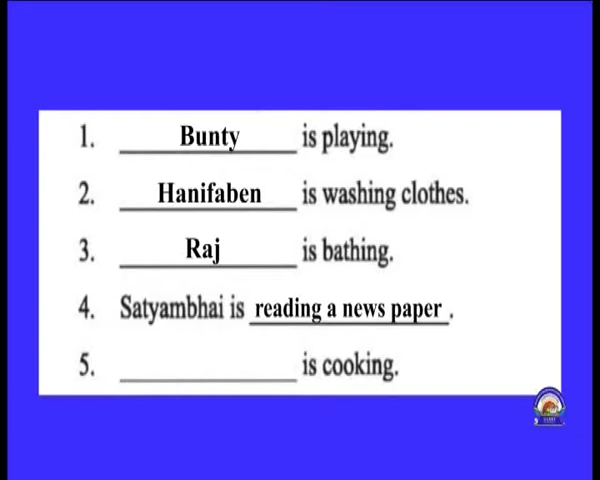 1. Bunty is playing.
2. Hanifaben is washing clothes.
3. Raj is bathing.
4. Satyambhai is reading a news paper.
5. ____________ is cooking.